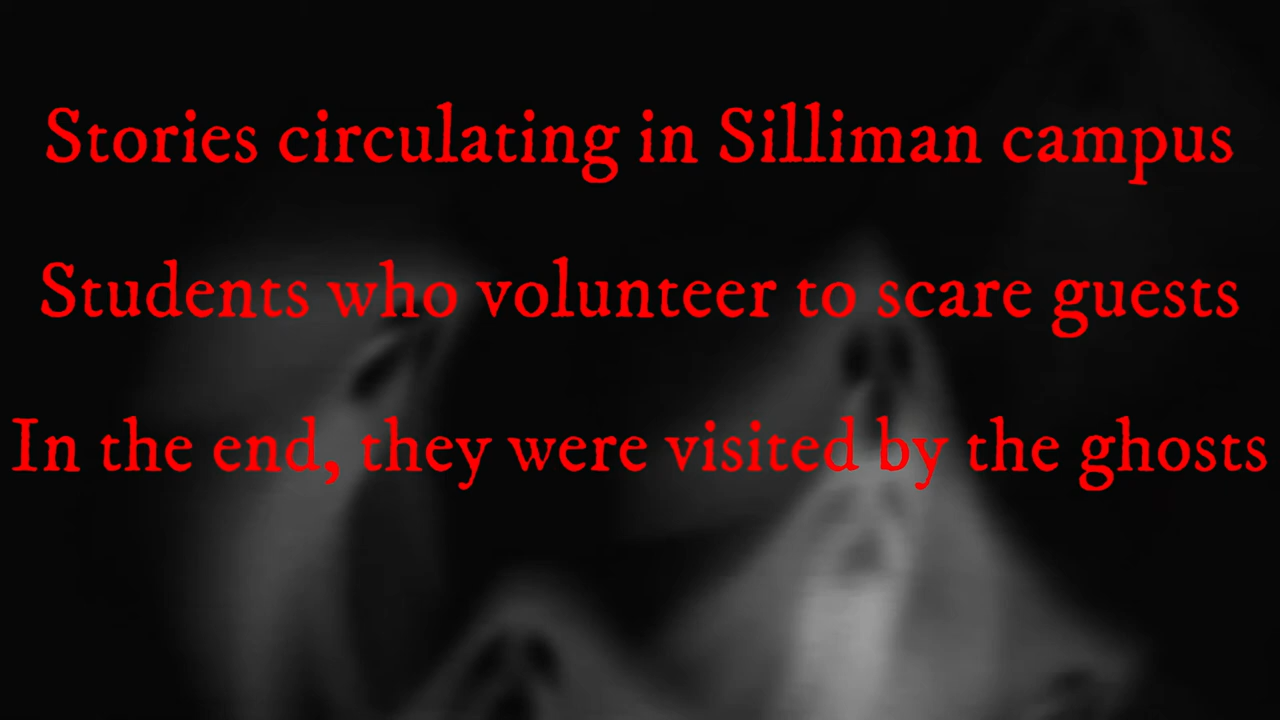 Stories circulating in Silliman campus
Students who volunteer to scare guests
In the end, they were visited by the ghosts